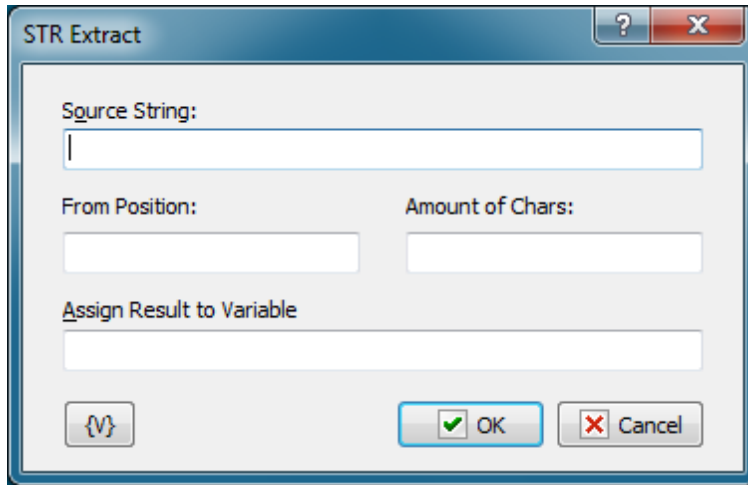 STR Extract
?
Source String:
From Position: Amount of Chars:
Assign Result to Variable
{V} OK Cancel